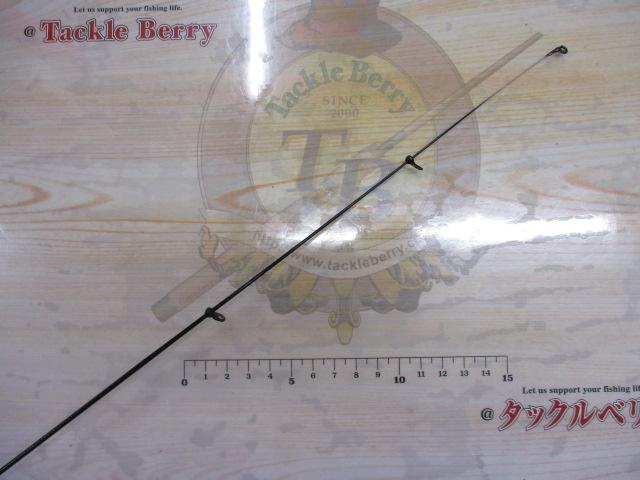 Let us support your fishing life.
@ Tackle Berry
Tackle Berry
SINCE
2000
TB
http://www.tackleberry.c
0 1 2 3 4 5 6 7 8 9 10 11 12 13 14 15
Let us support your fishing lif
@ タックルベリ